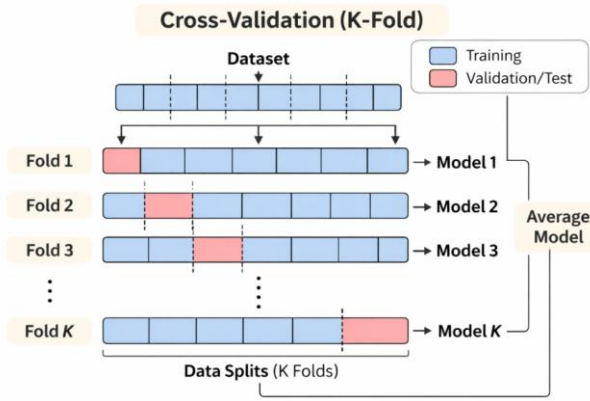 Cross-Validation (K-Fold)
Dataset
Training
Validation/Test
Fold 1
Model 1
Fold 2
Model 2
Fold 3
Model 3
Average
Model
Fold K
Model K
Data Splits (K Folds)